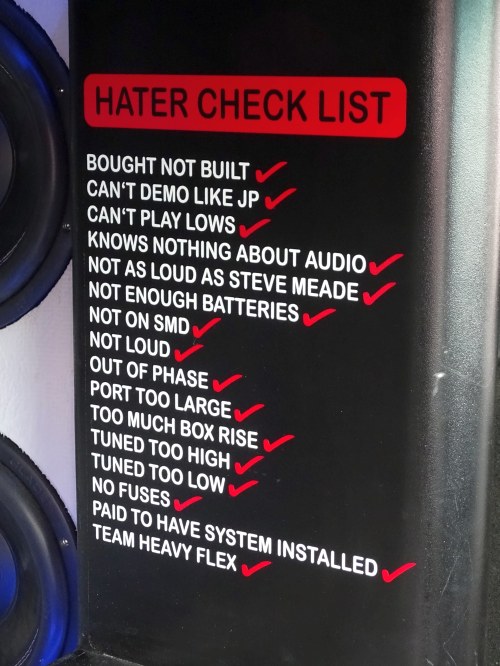 HATER CHECK LIST
BOUGHT NOT BUILT
CAN'T DEMO LIKE JP
CAN'T PLAY LOWS
KNOWS NOTHING ABOUT AUDIO
NOT AS LOUD AS STEVE MEADE
NOT ENOUGH BATTERIES
NOT ON SMD
NOT LOUD
OUT OF PHASE
PORT TOO LARGE
TOO MUCH BOX RISE
TUNED TOO HIGH
TUNED TOO LOW
NO FUSES
PAID TO HAVE SYSTEM INSTALLED
TEAM HEAVY FLEX